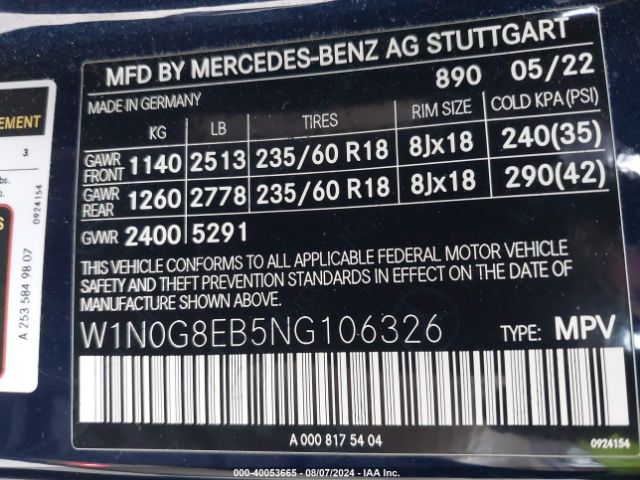 MFD BY MERCEDES-BENZ AG STUTTGART
890 05/22
MADE IN GERMANY
KG LB TIRES RIM SIZE COLD KPA(PSI)
GAWR FRONT 1140 2513 235/60 R18 8Jx18 240(35)
GAWR REAR 1260 2778 235/60 R18 8Jx18 290(42)
GVWR 2400 5291
THIS VEHICLE CONFORMS TO ALL APPLICABLE FEDERAL MOTOR VEHICLE
SAFETY AND THEFT PREVENTION STANDARDS IN EFFECT ON THE DATE
OF MANUFACTURE SHOWN ABOVE.
W1N0G8EB5NG106326 TYPE: MPV
A 000 817 54 04
0924154
EMENT
3
bs.
0924154
A 253 584 98 07
000-40053665 - 08/07/2024 - IAA Inc.